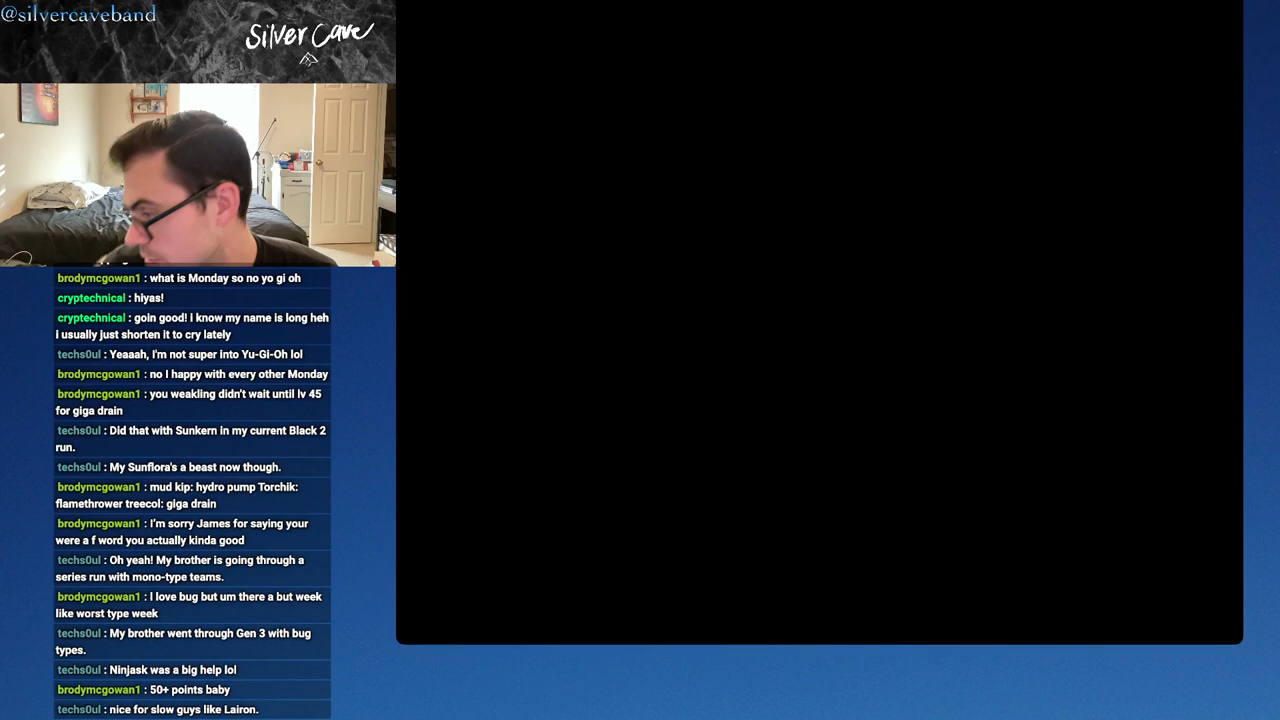 @silvercaveband
Silver Cave
brodymcgowan1 : what is Monday so no yo gi oh
cryptechnical : hiyas!
cryptechnical : goin good! i know my name is long heh
i usually just shorten it to cry lately
techs0ul : Yeaaah, I'm not super into Yu-Gi-Oh lol
brodymcgowan1 : no I happy with every other Monday
brodymcgowan1 : you weakling didn't wait until lv 45
for giga drain
techs0ul : Did that with Sunkern in my current Black 2
run.
techs0ul : My Sunflora's a beast now though.
brodymcgowan1 : mud kip: hydro pump Torchik:
flamethrower treecol: giga drain
brodymcgowan1 : I'm sorry James for saying your
were a f word you actually kinda good
techs0ul : Oh yeah! My brother is going through a
series run with mono-type teams.
brodymcgowan1 : I love bug but um there a but week
like worst type week
techs0ul : My brother went through Gen 3 with bug
types.
techs0ul : Ninjask was a big help lol
brodymcgowan1 : 50+ points baby
techs0ul : nice for slow guys like Lairon.